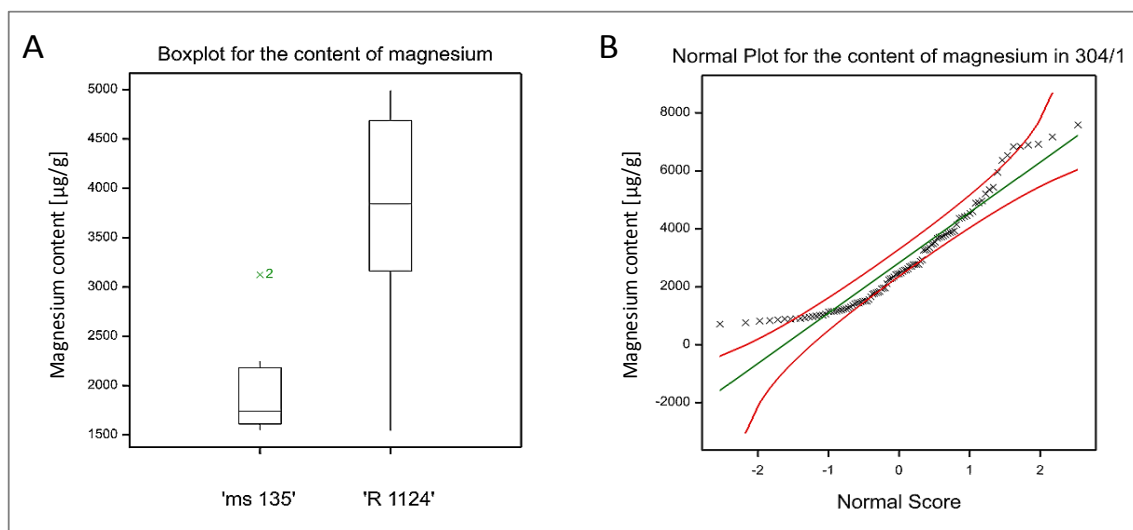 A
Boxplot for the content of magnesium
Magnesium content [µg/g]
5000
4500
4000
3500
3000
2500
2000
1500
×2
'ms 135'
'R 1124'
B
Normal Plot for the content of magnesium in 304/1
Magnesium content [µg/g]
8000
6000
4000
2000
0
-2000
-2
-1
0
1
2
Normal Score